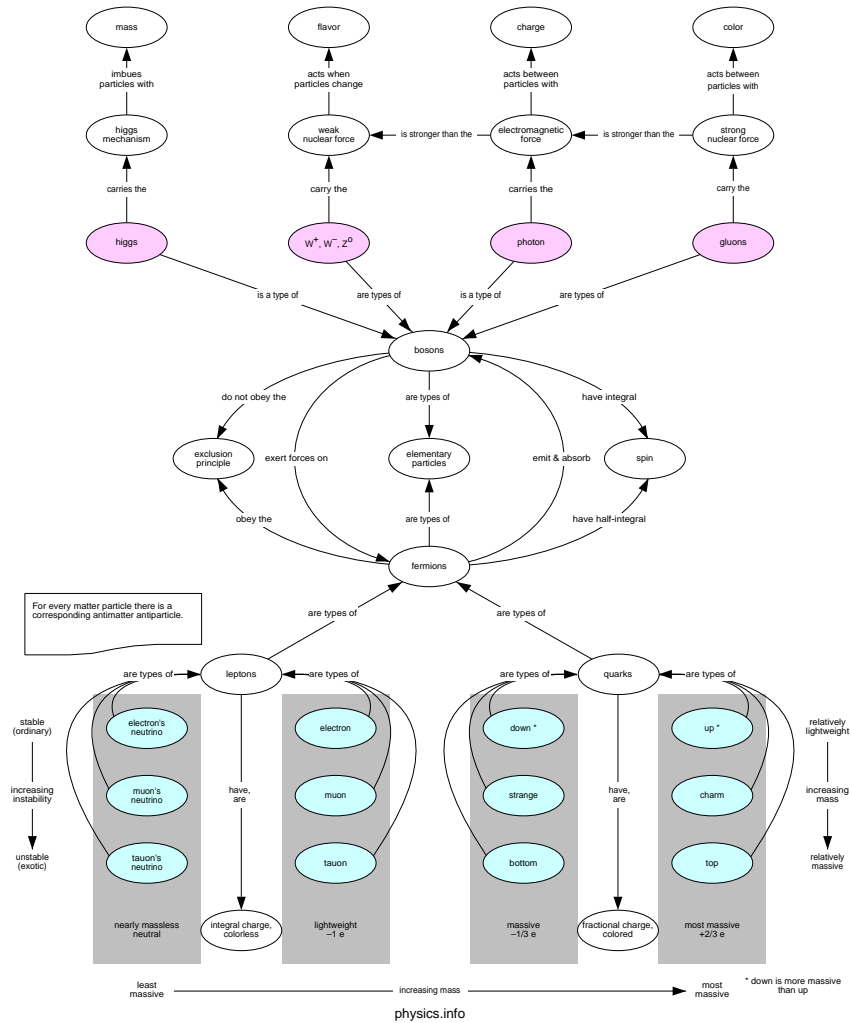 mass
flavor
charge
color
imbues
particles with
acts when
particles change
acts between
particles with
acts between
particles with
higgs
mechanism
weak
nuclear force
is stronger than the
electromagnetic
force
is stronger than the
strong
nuclear force
carries the
carry the
carries the
carry the
higgs
W⁺, W⁻, Z⁰
photon
gluons
is a type of
are types of
is a type of
are types of
bosons
do not obey the
are types of
have integral
exclusion
principle
exert forces on
elementary
particles
emit & absorb
spin
obey the
are types of
have half-integral
fermions
For every matter particle there is a
corresponding antimatter antiparticle.
are types of
are types of
are types of
leptons
are types of
are types of
quarks
are types of
stable
(ordinary)
increasing
instability
unstable
(exotic)
electron's
neutrino
muon's
neutrino
tauon's
neutrino
nearly massless
neutral
have,
are
integral charge,
colorless
electron
muon
tauon
lightweight
–1 e
down *
strange
bottom
massive
–1/3 e
have,
are
fractional charge,
colored
up *
charm
top
most massive
+2/3 e
relatively
lightweight
increasing
mass
relatively
massive
least
massive
increasing mass
most
massive
* down is more massive
than up
physics.info